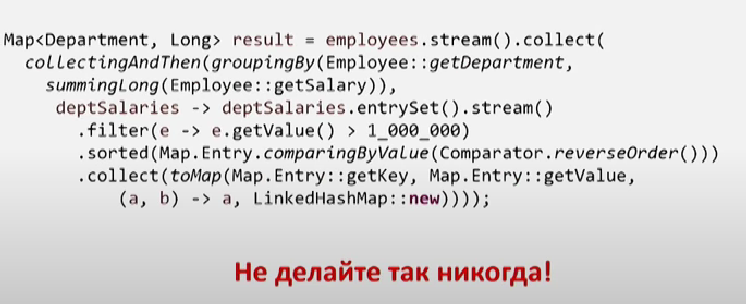 Map<Department, Long> result = employees.stream().collect(
collectingAndThen(groupingBy(Employee::getDepartment,
summingLong(Employee::getSalary)),
deptSalaries -> deptSalaries.entrySet().stream()
.filter(e -> e.getValue() > 1_000_000)
.sorted(Map.Entry.comparingByValue(Comparator.reverseOrder()))
.collect(toMap(Map.Entry::getKey, Map.Entry::getValue,
(a, b) -> a, LinkedHashMap::new))));
Не делайте так никогда!